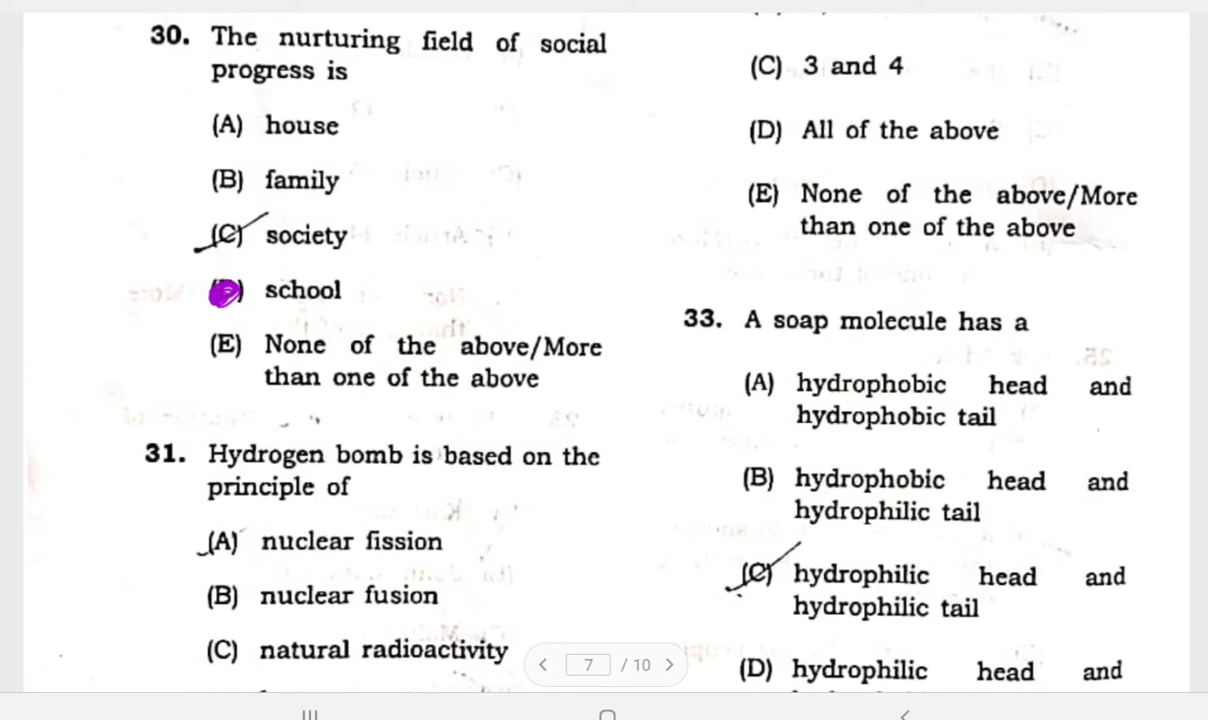 30. The nurturing field of social
progress is
(A) house
(B) family
(C) society
school
(E) None of the above/More
than one of the above
31. Hydrogen bomb is based on the
principle of
(A) nuclear fission
(B) nuclear fusion
(C) natural radioactivity
(C) 3 and 4
(D) All of the above
(E) None of the above/More
than one of the above
33. A soap molecule has a
(A) hydrophobic head and
hydrophobic tail
(B) hydrophobic head and
hydrophilic tail
(C) hydrophilic head and
hydrophilic tail
(D) hydrophilic head and
7 / 10